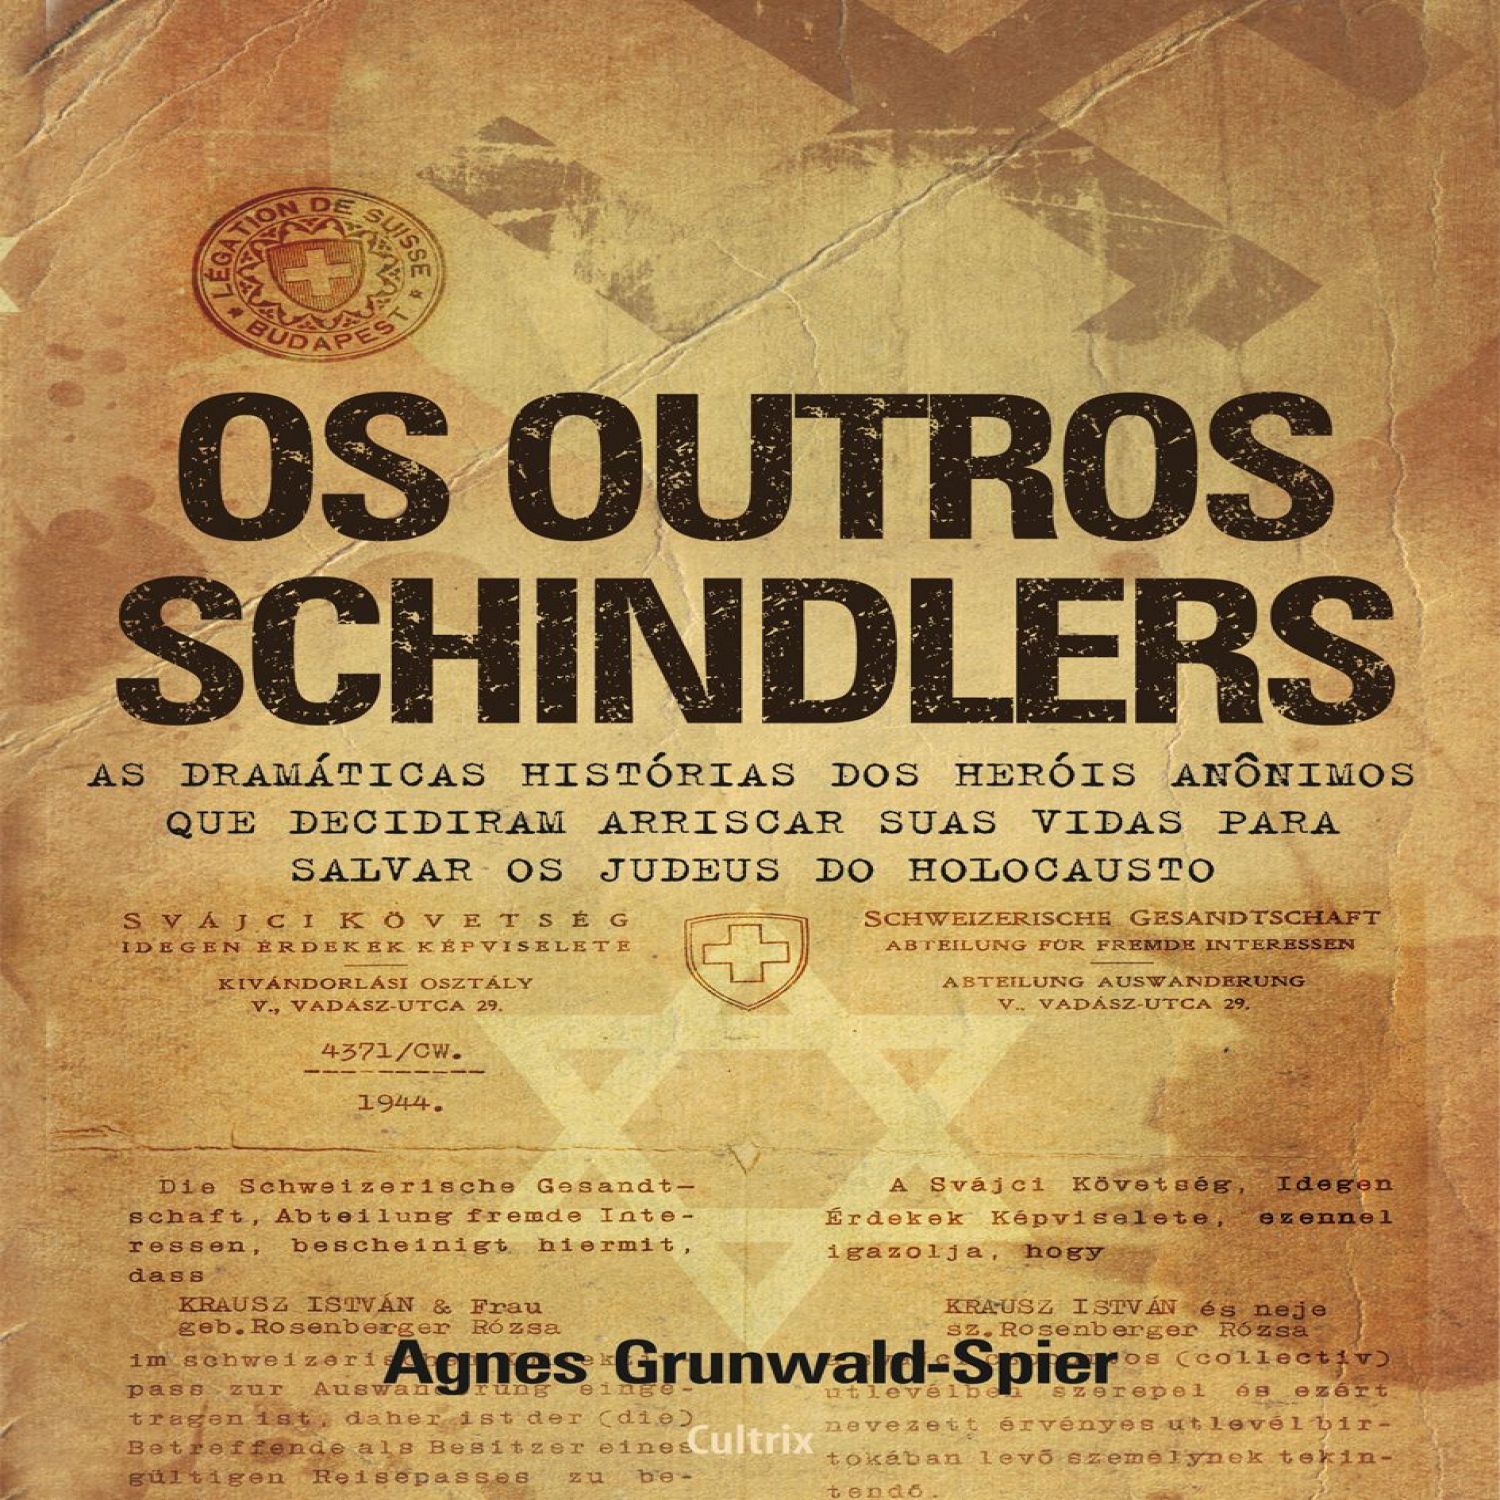 LÉGATION DE SUISSE
* BUDAPEST *
OS OUTROS
SCHINDLERS
AS DRAMÁTICAS HISTÓRIAS DOS HERÓIS ANÔNIMOS
QUE DECIDIRAM ARRISCAR SUAS VIDAS PARA
SALVAR OS JUDEUS DO HOLOCAUSTO
SVÁJCI KÖVETSÉG
IDEGEN ÉRDEKEK KÉPVISELETE
KIVÁNDORLÁSI OSZTÁLY
V., VADÁSZ-UTCA 29.
4371/CW.
1944.
SCHWEIZERISCHE GESANDTSCHAFT
ABTEILUNG FÜR FREMDE INTERESSEN
ABTEILUNG AUSWANDERUNG
V., VADÁSZ-UTCA 29.
Die Schweizerische Gesandt-
schaft, Abteilung fremde Inte-
ressen, bescheinigt hiermit,
dass
KRAUSZ ISTVÁN & Frau
geb. Rosenberger Rózsa
im
pass zur Auswanderung einge-
tragen ist, daher ist der (die)
Betreffende als Besitzer eines
gültigen Reisepasses zu be-
A Svájci Követség, Idegen
Érdekek Képviselete, ezennel
igazolja, hogy
KRAUSZ ISTVÁN és neje
sz. Rosenberger Rózsa
(collectiv)
utlevélben szerepel és ezért
nevezett érvényes utlevél bir-
tokában levő személynek tekin-
tendő.
Agnes Grunwald-Spier
Cultrix